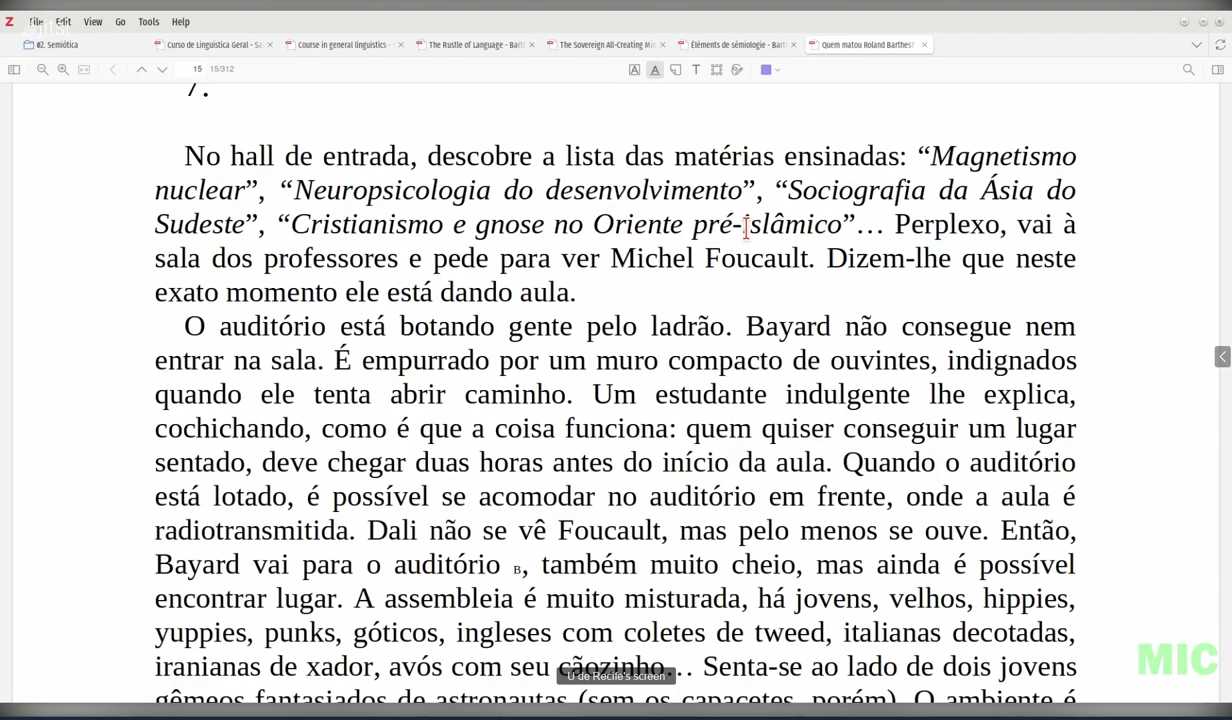 File Edit View Go Tools Help
#2. Semiótica
Curso de Linguística Geral - Sa
Course in general linguistics -
The Rustle of Language - Bart
The Sovereign All-Creating Mi
Éléments de sémiologie - Bar
Quem matou Roland Barthes?
15 15/312
7.
No hall de entrada, descobre a lista das matérias ensinadas: “Magnetismo
nuclear”, “Neuropsicologia do desenvolvimento”, “Sociografia da Ásia do
Sudeste”, “Cristianismo e gnose no Oriente pré-islâmico”… Perplexo, vai à
sala dos professores e pede para ver Michel Foucault. Dizem-lhe que neste
exato momento ele está dando aula.
O auditório está botando gente pelo ladrão. Bayard não consegue nem
entrar na sala. É empurrado por um muro compacto de ouvintes, indignados
quando ele tenta abrir caminho. Um estudante indulgente lhe explica,
cochichando, como é que a coisa funciona: quem quiser conseguir um lugar
sentado, deve chegar duas horas antes do início da aula. Quando o auditório
está lotado, é possível se acomodar no auditório em frente, onde a aula é
radiotransmitida. Dali não se vê Foucault, mas pelo menos se ouve. Então,
Bayard vai para o auditório B, também muito cheio, mas ainda é possível
encontrar lugar. A assembleia é muito misturada, há jovens, velhos, hippies,
yuppies, punks, góticos, ingleses com coletes de tweed, italianas decotadas,
iranianas de xador, avós com seu cãozinho… Senta-se ao lado de dois jovens
gêmeos fantasiados de astronautas (sem os capacetes, porém). O ambiente é
U de Recife's screen
MIC